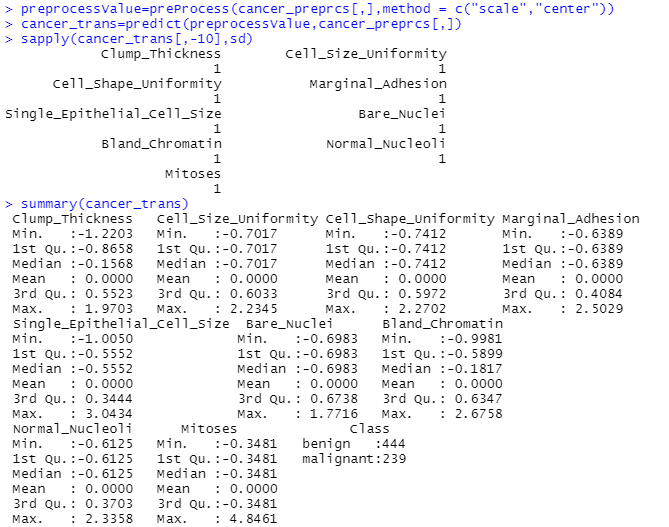 > preprocessValue=preProcess(cancer_preprcs[,],method = c("scale","center"))
> cancer_trans=predict(preprocessValue,cancer_preprcs[,])
> sapply(cancer_trans[,-10],sd)
Clump_Thickness Cell_Size_Uniformity
1 1
Cell_Shape_Uniformity Marginal_Adhesion
1 1
Single_Epithelial_Cell_Size Bare_Nuclei
1 1
Bland_Chromatin Normal_Nucleoli
1 1
Mitoses
1
> summary(cancer_trans)
Clump_Thickness Cell_Size_Uniformity Cell_Shape_Uniformity Marginal_Adhesion
Min. :-1.2203 Min. :-0.7017 Min. :-0.7412 Min. :-0.6389
1st Qu.:-0.8658 1st Qu.:-0.7017 1st Qu.:-0.7412 1st Qu.:-0.6389
Median :-0.1568 Median :-0.7017 Median :-0.7412 Median :-0.6389
Mean : 0.0000 Mean : 0.0000 Mean : 0.0000 Mean : 0.0000
3rd Qu.: 0.5523 3rd Qu.: 0.6033 3rd Qu.: 0.5972 3rd Qu.: 0.4084
Max. : 1.9703 Max. : 2.2345 Max. : 2.2702 Max. : 2.5029
Single_Epithelial_Cell_Size Bare_Nuclei Bland_Chromatin
Min. :-1.0050 Min. :-0.6983 Min. :-0.9981
1st Qu.:-0.5552 1st Qu.:-0.6983 1st Qu.:-0.5899
Median :-0.5552 Median :-0.6983 Median :-0.1817
Mean : 0.0000 Mean : 0.0000 Mean : 0.0000
3rd Qu.: 0.3444 3rd Qu.: 0.6738 3rd Qu.: 0.6347
Max. : 3.0434 Max. : 1.7716 Max. : 2.6758
Normal_Nucleoli Mitoses Class
Min. :-0.6125 Min. :-0.3481 benign :444
1st Qu.:-0.6125 1st Qu.:-0.3481 malignant:239
Median :-0.6125 Median :-0.3481
Mean : 0.0000 Mean : 0.0000
3rd Qu.: 0.3703 3rd Qu.:-0.3481
Max. : 2.3358 Max. : 4.8461